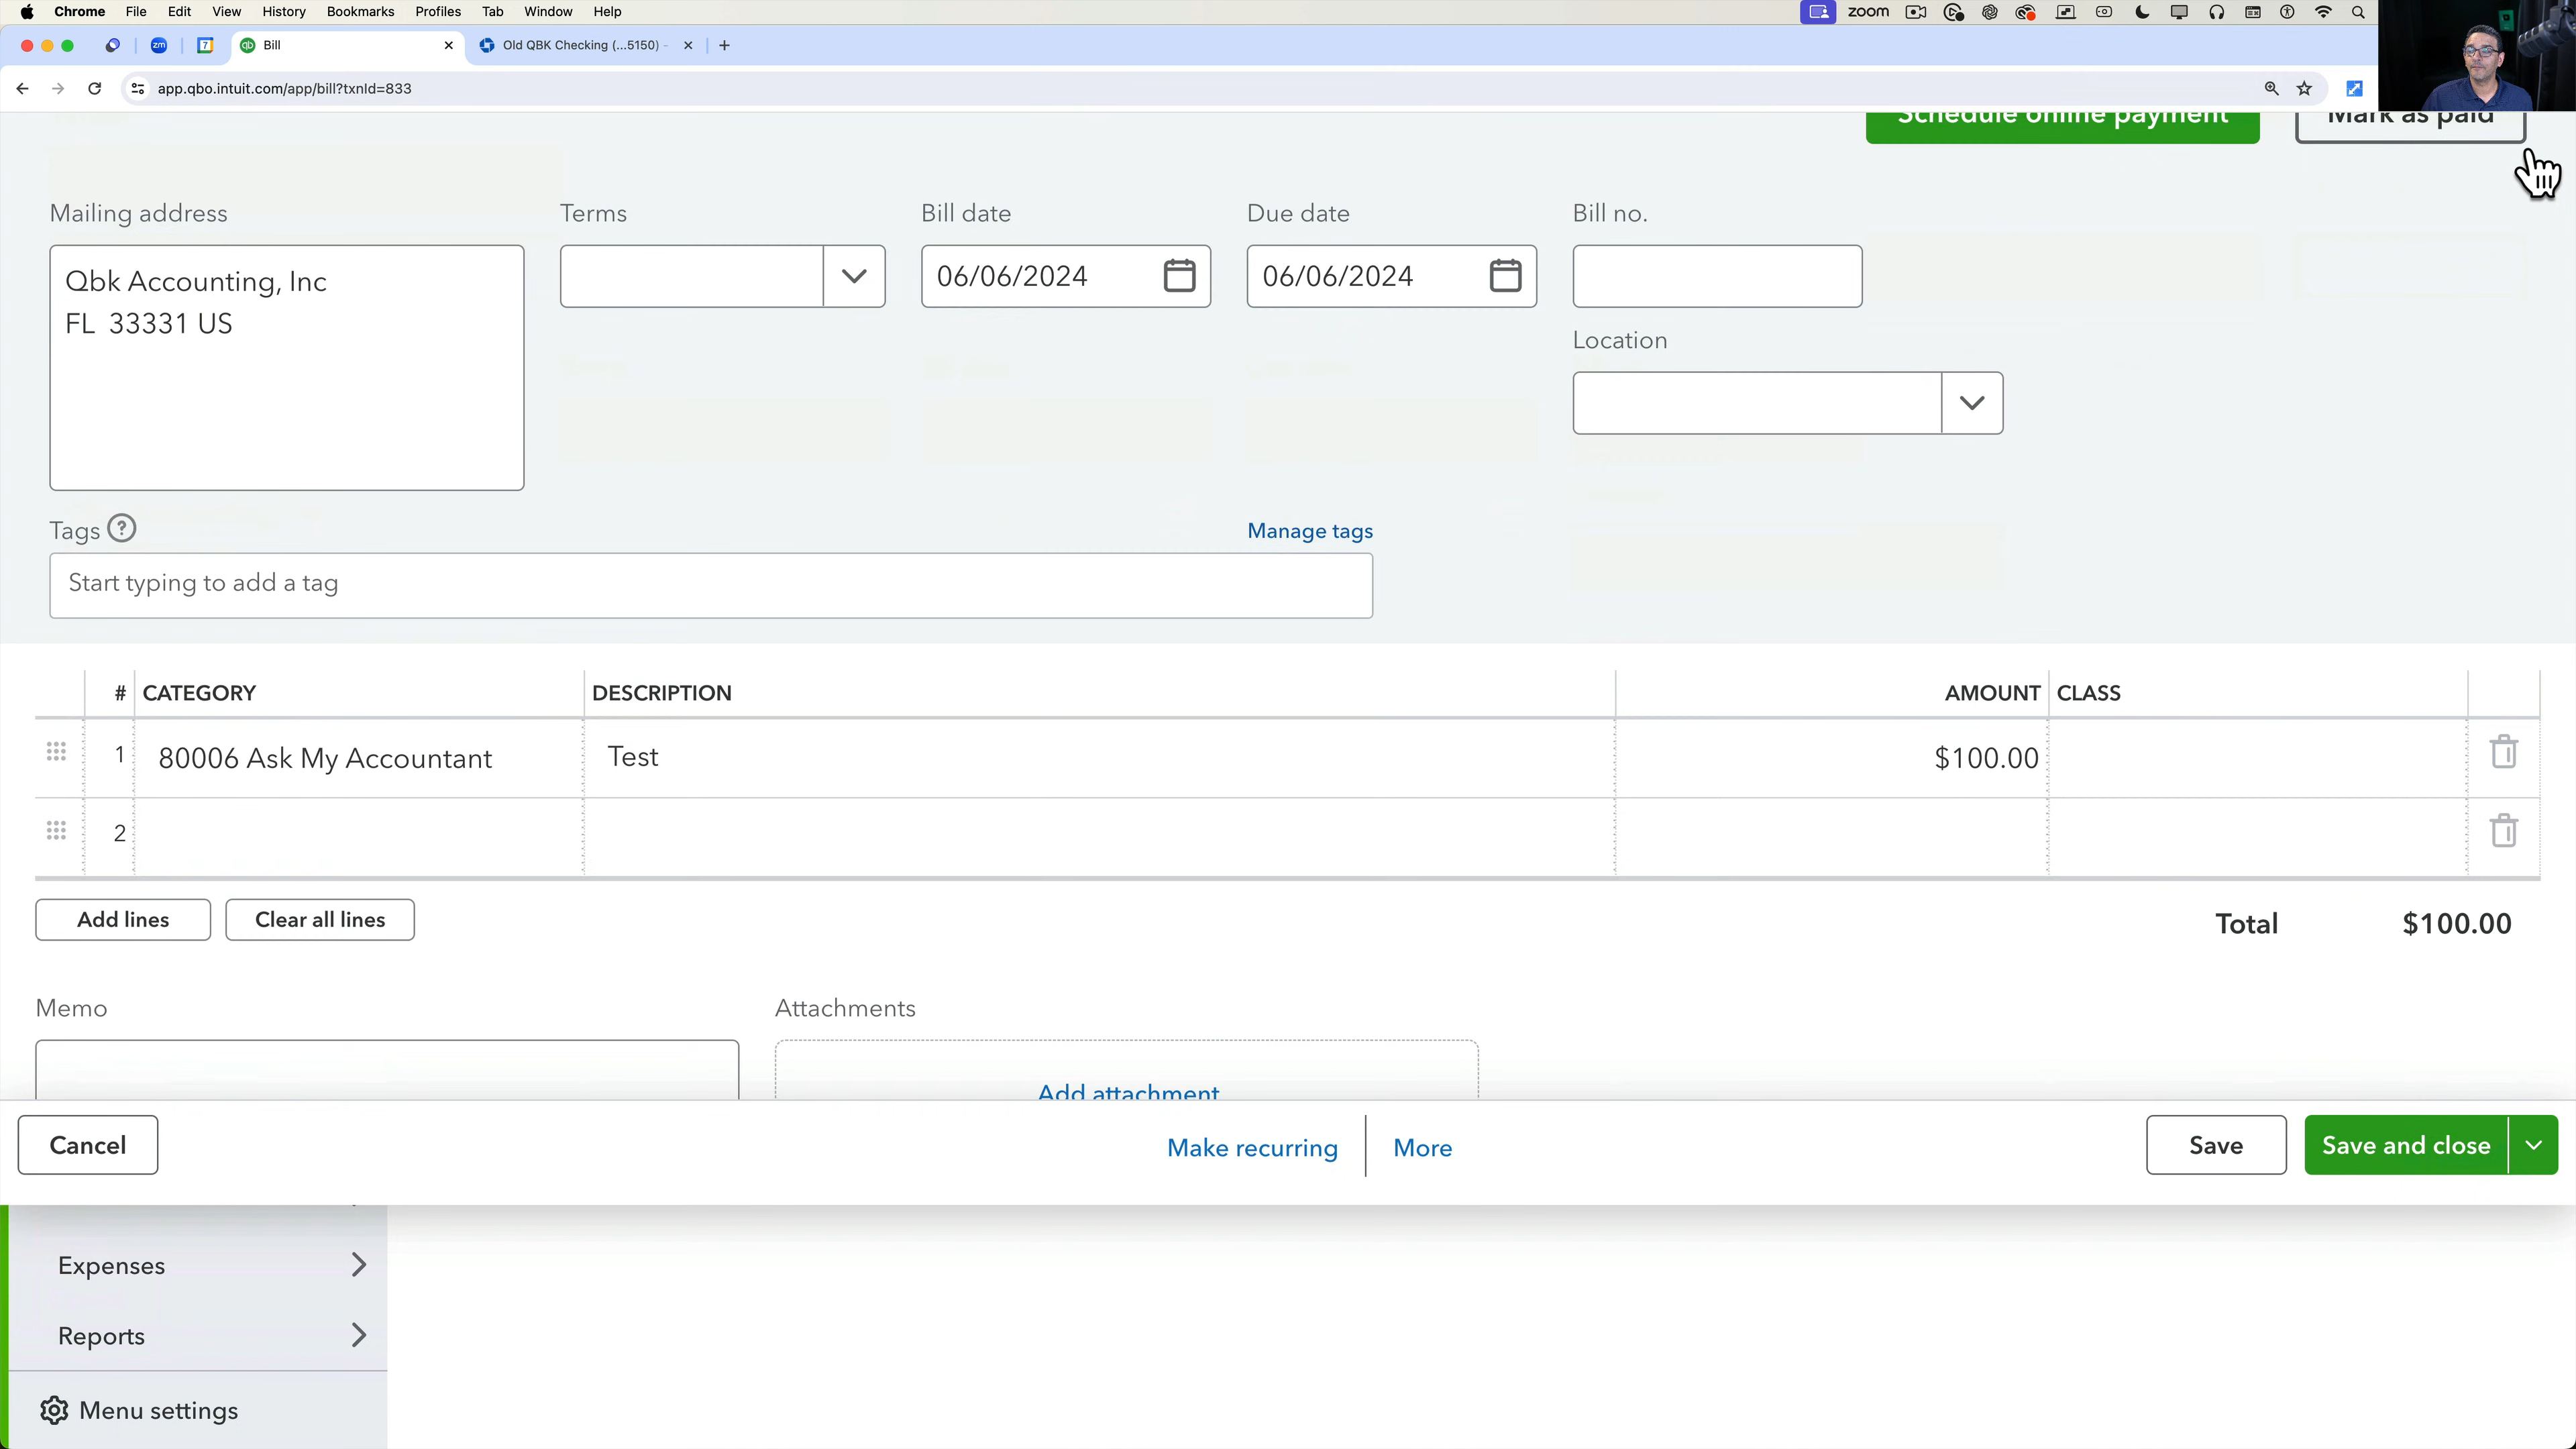 Chrome File Edit View History Bookmarks Profiles Tab Window Help
zoom
zm 7 qb Bill Old QBK Checking (...5150) -
app.qbo.intuit.com/app/bill?txnId=833
Schedule online payment Mark as paid
Mailing address Terms Bill date Due date Bill no.
Qbk Accounting, Inc
FL 33331 US
06/06/2024 06/06/2024
Location
Tags ? Manage tags
Start typing to add a tag
# CATEGORY DESCRIPTION AMOUNT CLASS
1 80006 Ask My Accountant Test $100.00
2
Add lines Clear all lines Total $100.00
Memo Attachments
Add attachment
Cancel Make recurring More Save Save and close
Expenses
Reports
Menu settings